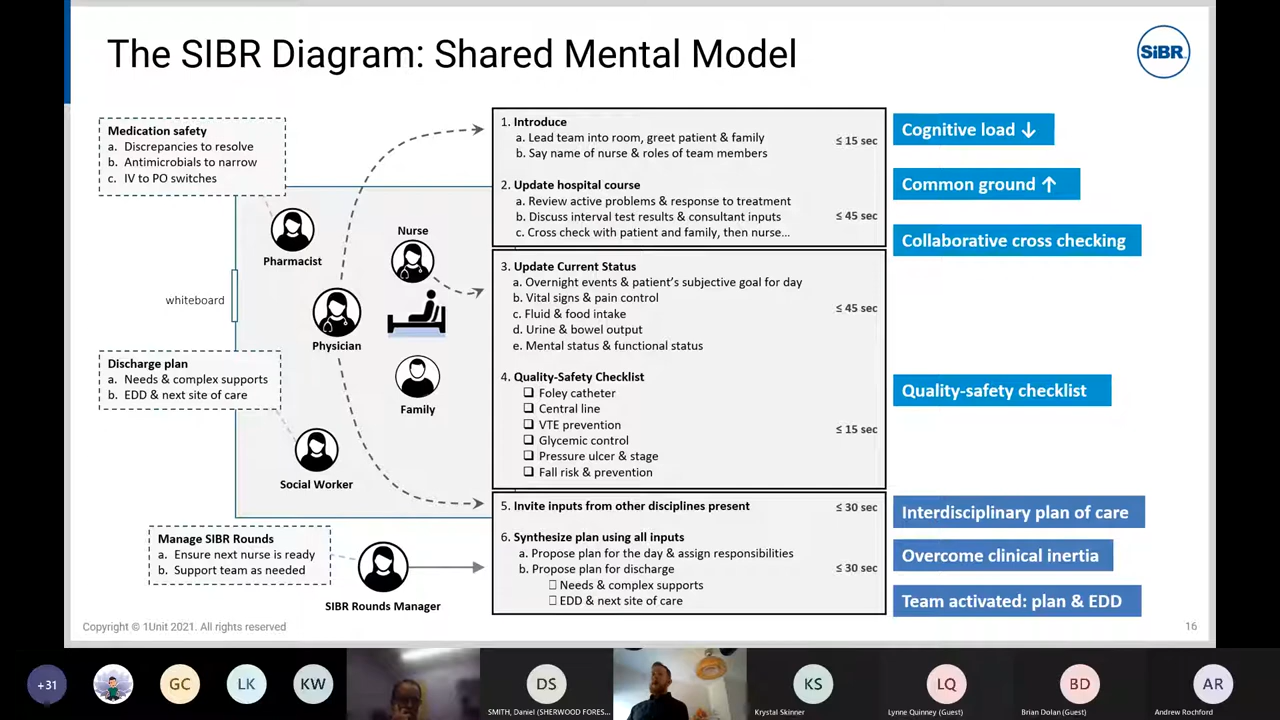 The SIBR Diagram: Shared Mental Model
SiBR
Medication safety
a. Discrepancies to resolve
b. Antimicrobials to narrow
c. IV to PO switches
Pharmacist
Nurse
whiteboard
Physician
Discharge plan
a. Needs & complex supports
b. EDD & next site of care
Family
Social Worker
Manage SIBR Rounds
a. Ensure next nurse is ready
b. Support team as needed
SIBR Rounds Manager
1. Introduce
a. Lead team into room, greet patient & family
≤ 15 sec
b. Say name of nurse & roles of team members
2. Update hospital course
a. Review active problems & response to treatment
b. Discuss interval test results & consultant inputs
≤ 45 sec
c. Cross check with patient and family, then nurse...
3. Update Current Status
a. Overnight events & patient's subjective goal for day
b. Vital signs & pain control
≤ 45 sec
c. Fluid & food intake
d. Urine & bowel output
e. Mental status & functional status
4. Quality-Safety Checklist
Foley catheter
Central line
VTE prevention
≤ 15 sec
Glycemic control
Pressure ulcer & stage
Fall risk & prevention
5. Invite inputs from other disciplines present
≤ 30 sec
6. Synthesize plan using all inputs
a. Propose plan for the day & assign responsibilities
b. Propose plan for discharge
≤ 30 sec
Needs & complex supports
EDD & next site of care
Cognitive load ↓
Common ground ↑
Collaborative cross checking
Quality-safety checklist
Interdisciplinary plan of care
Overcome clinical inertia
Team activated: plan & EDD
Copyright © 1Unit 2021. All rights reserved
16
+31
GC
LK
KW
DS
SMITH, Daniel (SHERWOOD FORES...
KS
Krystal Skinner
LQ
Lynne Quinney (Guest)
BD
Brian Dolan (Guest)
AR
Andrew Rochford